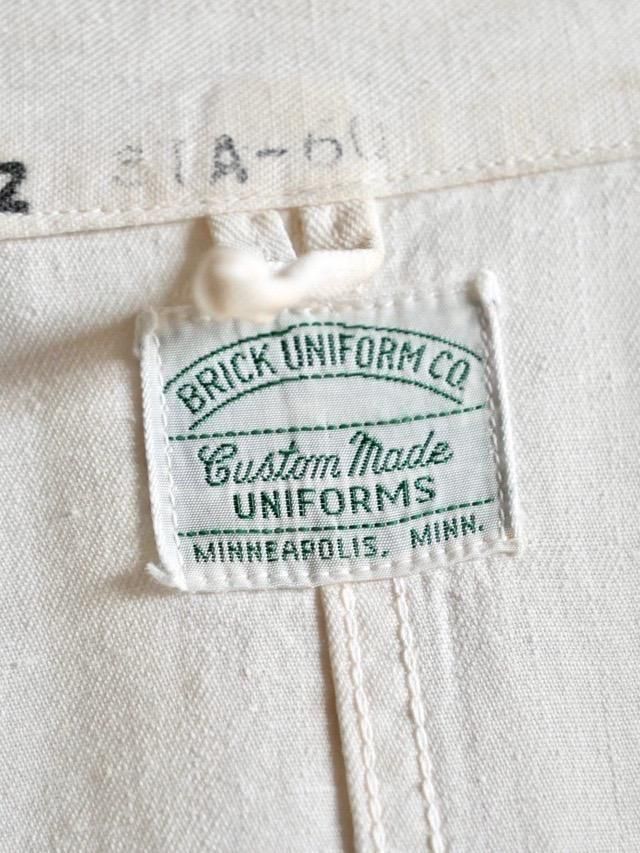 Z
BRICK UNIFORM CO.
Custom Made
UNIFORMS
MINNEAPOLIS, MINN.